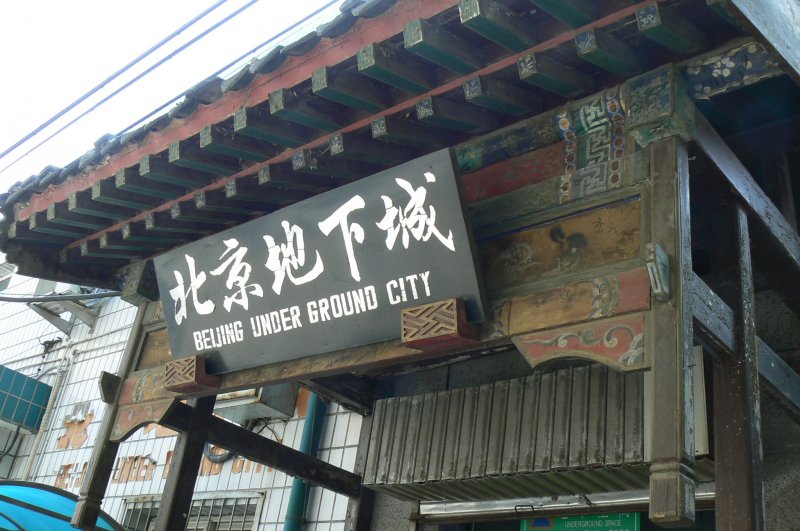 北京地下城
BEIJING UNDER GROUND CITY
UNDERGROUND SPACE